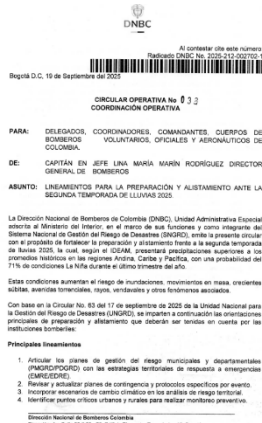 DNBC
Al contestar cite este número
Radicado DNBC No. 2025-212-002702-1
Bogotá D.C, 19 de Septiembre del 2025
CIRCULAR OPERATIVA No 033
COORDINACIÓN OPERATIVA
PARA: DELEGADOS, COORDINADORES, COMANDANTES, CUERPOS DE
BOMBEROS VOLUNTARIOS, OFICIALES Y AERONÁUTICOS DE
COLOMBIA.
DE: CAPITÁN EN JEFE LINA MARÍA MARÍN RODRÍGUEZ DIRECTOR
GENERAL DE BOMBEROS
ASUNTO: LINEAMIENTOS PARA LA PREPARACIÓN Y ALISTAMIENTO ANTE LA
SEGUNDA TEMPORADA DE LLUVIAS 2025.
La Dirección Nacional de Bomberos de Colombia (DNBC), Unidad Administrativa Especial
adscrita al Ministerio del Interior, en el marco de sus funciones y como integrante del
Sistema Nacional de Gestión del Riesgo de Desastres (SNGRD), emite la presente circular
con el propósito de fortalecer la preparación y alistamiento frente a la segunda temporada
de lluvias 2025, la cual, según el IDEAM, presentará precipitaciones superiores a los
promedios históricos en las regiones Andina, Caribe y Pacífica, con una probabilidad del
71% de condiciones La Niña durante el último trimestre del año.
Estas condiciones aumentan el riesgo de inundaciones, movimientos en masa, crecientes
súbitas, avenidas torrenciales, rayos, vendavales y otros fenómenos asociados.
Con base en la Circular No. 63 del 17 de septiembre de 2025 de la Unidad Nacional para
la Gestión del Riesgo de Desastres (UNGRD), se imparten a continuación las orientaciones
principales de preparación y alistamiento que deberán ser tenidas en cuenta por las
instituciones bomberiles:
Principales lineamientos
1. Articular los planes de gestión del riesgo municipales y departamentales
(PMGRD/PDGRD) con las estrategias territoriales de respuesta a emergencias
(EMRE/EDRE).
2. Revisar y actualizar planes de contingencia y protocolos específicos por evento.
3. Incorporar escenarios de cambio climático en los análisis de riesgo territorial.
4. Identificar puntos críticos urbanos y rurales para realizar monitoreo preventivo.
Dirección Nacional de Bomberos Colombia